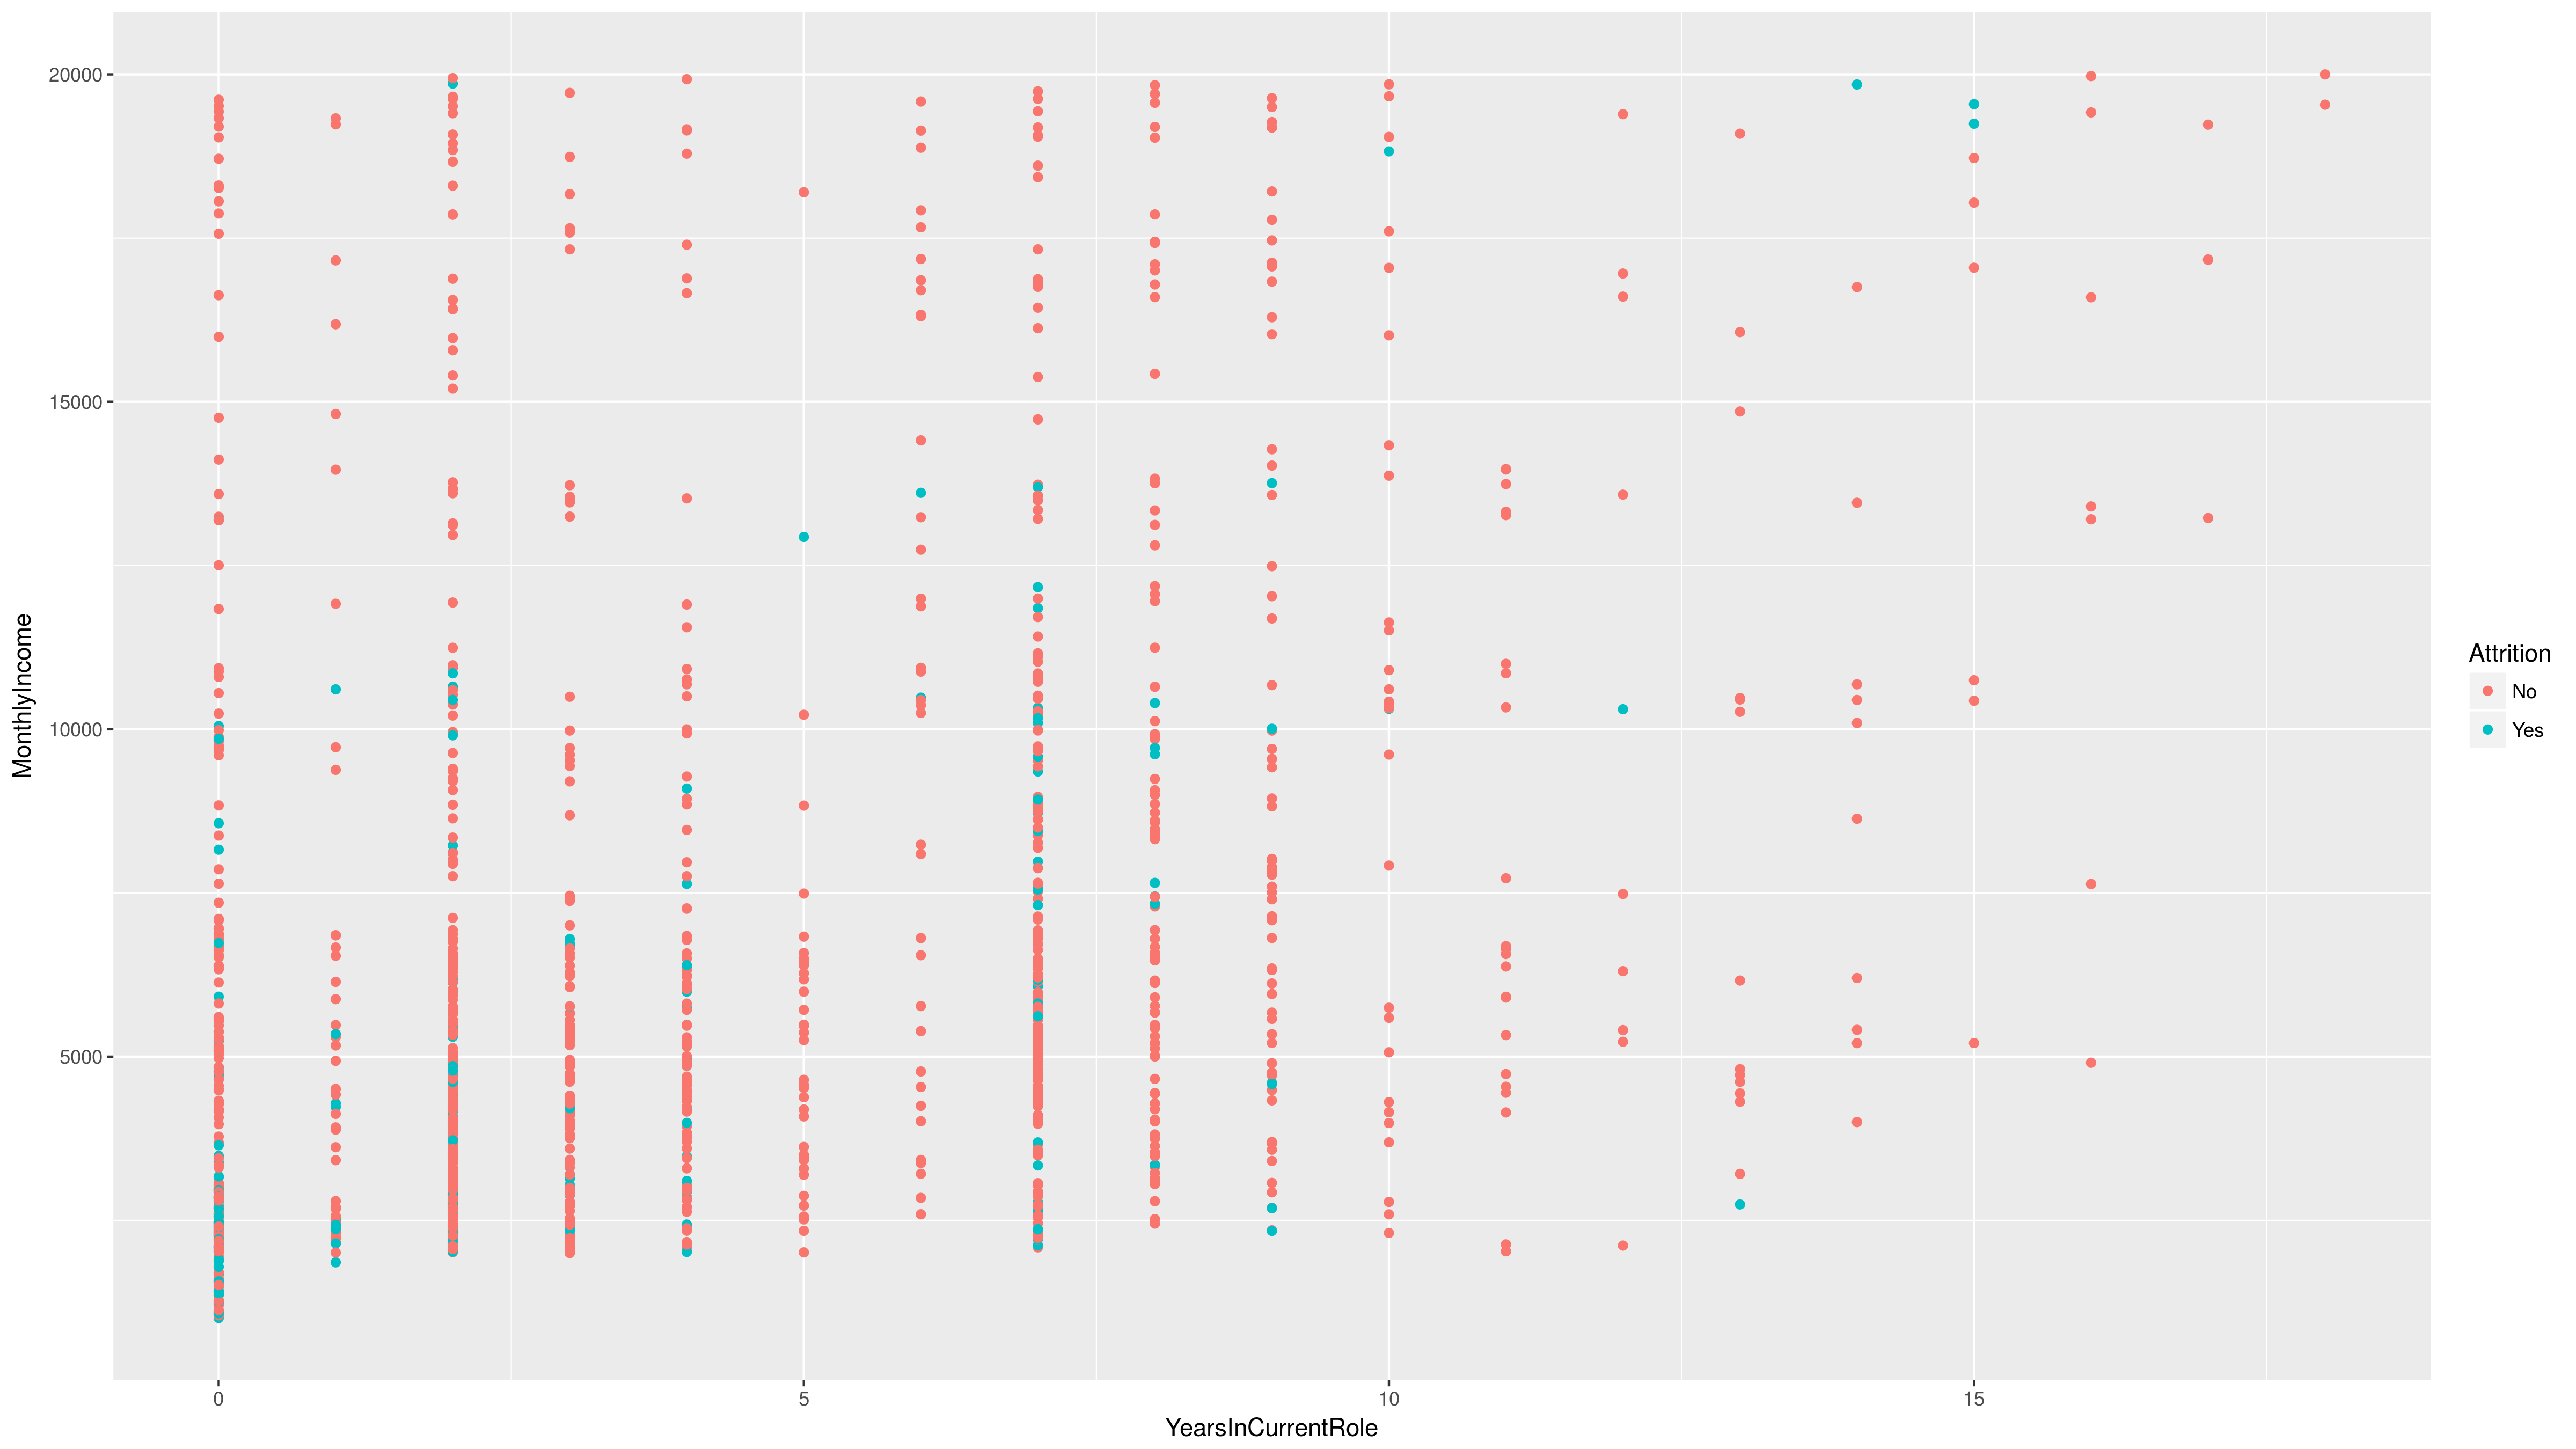 20000
15000
10000
5000
MonthlyIncome
0
5
10
15
YearsInCurrentRole
Attrition
No
Yes